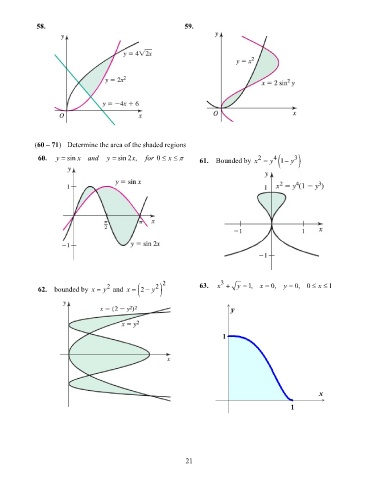 58.
y
y = 4√2x
y = 2x²
y = −4x + 6
O
x
59.
y
y = x²
x = 2 sin² y
O
x
(60 – 71) Determine the area of the shaded regions
60. y = sin x and y = sin 2x, for 0 ≤ x ≤ π
y
1
y = sin x
π
2
π
x
−1
y = sin 2x
61. Bounded by x² = y⁴(1 − y³)
y
1
x² = y⁴(1 − y³)
−1
1
x
−1
62. bounded by x = y² and x = (2 − y²)²
y
x = (2 − y²)²
x = y²
x
63. x³ + √y = 1, x = 0, y = 0, 0 ≤ x ≤ 1
y
1
x
1
21